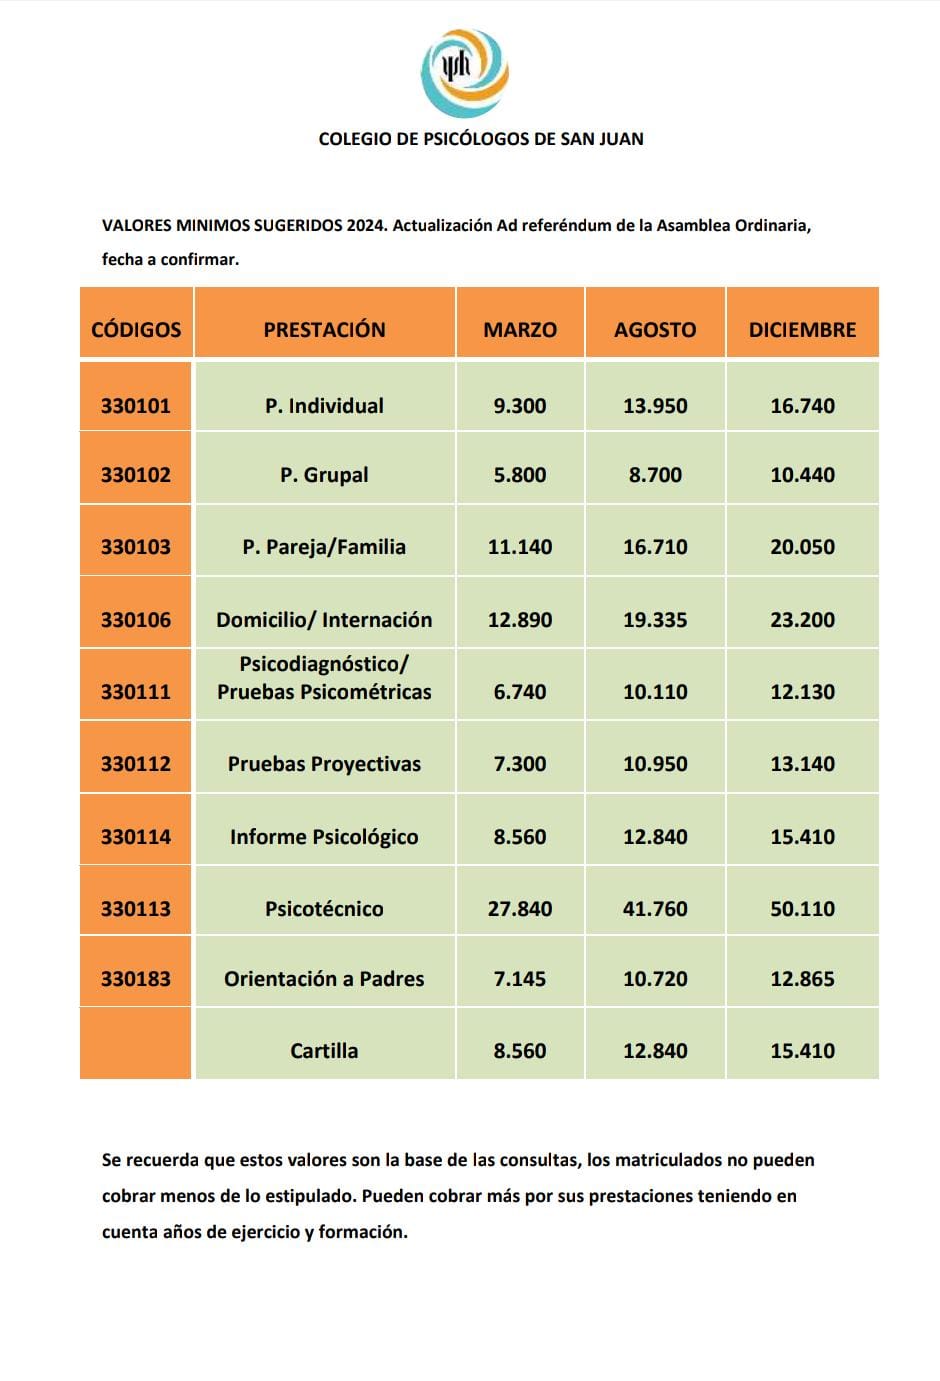 ψh
COLEGIO DE PSICÓLOGOS DE SAN JUAN
VALORES MINIMOS SUGERIDOS 2024. Actualización Ad referéndum de la Asamblea Ordinaria,
fecha a confirmar.
CÓDIGOS PRESTACIÓN MARZO AGOSTO DICIEMBRE
330101 P. Individual 9.300 13.950 16.740
330102 P. Grupal 5.800 8.700 10.440
330103 P. Pareja/Familia 11.140 16.710 20.050
330106 Domicilio/ Internación 12.890 19.335 23.200
Psicodiagnóstico/
330111 Pruebas Psicométricas 6.740 10.110 12.130
330112 Pruebas Proyectivas 7.300 10.950 13.140
330114 Informe Psicológico 8.560 12.840 15.410
330113 Psicotécnico 27.840 41.760 50.110
330183 Orientación a Padres 7.145 10.720 12.865
Cartilla 8.560 12.840 15.410
Se recuerda que estos valores son la base de las consultas, los matriculados no pueden
cobrar menos de lo estipulado. Pueden cobrar más por sus prestaciones teniendo en
cuenta años de ejercicio y formación.